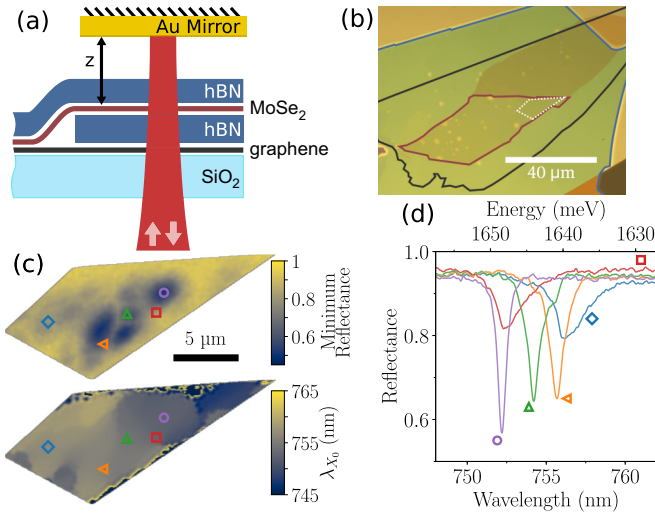 (a)
Au Mirror
z
hBN
MoSe₂
hBN
graphene
SiO₂
(b)
40 µm
(c)
1
0.8
0.6
Minimum
Reflectance
5 µm
765
755
745
λ_{X₀} (nm)
(d)
Energy (meV)
1650
1640
1630
1.0
0.8
0.6
Reflectance
750
755
760
Wavelength (nm)